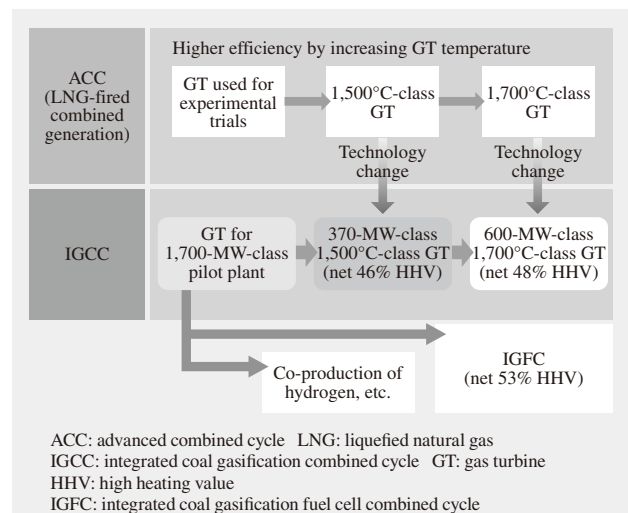 ACC
(LNG-fired
combined
generation)
Higher efficiency by increasing GT temperature
GT used for
experimental
trials
1,500°C-class
GT
1,700°C-class
GT
Technology
change
Technology
change
IGCC
GT for
1,700-MW-class
pilot plant
370-MW-class
1,500°C-class GT
(net 46% HHV)
600-MW-class
1,700°C-class GT
(net 48% HHV)
IGFC
(net 53% HHV)
Co-production of
hydrogen, etc.
ACC: advanced combined cycle LNG: liquefied natural gas
IGCC: integrated coal gasification combined cycle GT: gas turbine
HHV: high heating value
IGFC: integrated coal gasification fuel cell combined cycle